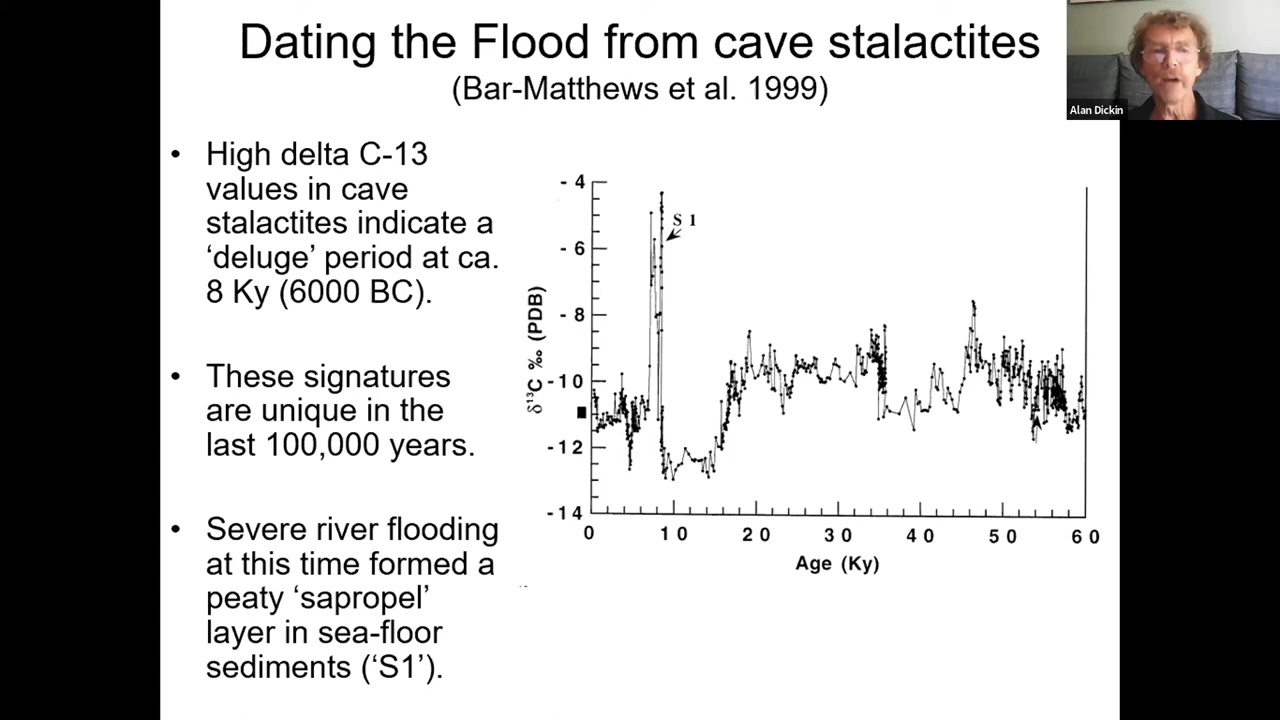 Dating the Flood from cave stalactites
(Bar-Matthews et al. 1999)
Alan Dickin
• High delta C-13
values in cave
stalactites indicate a
‘deluge’ period at ca.
8 Ky (6000 BC).
• These signatures
are unique in the
last 100,000 years.
• Severe river flooding
at this time formed a
peaty ‘sapropel’
layer in sea-floor
sediments (‘S1’).
δ¹³C ‰ (PDB)
-4
-6
-8
-10
-12
-14
S 1
0 10 20 30 40 50 60
Age (Ky)